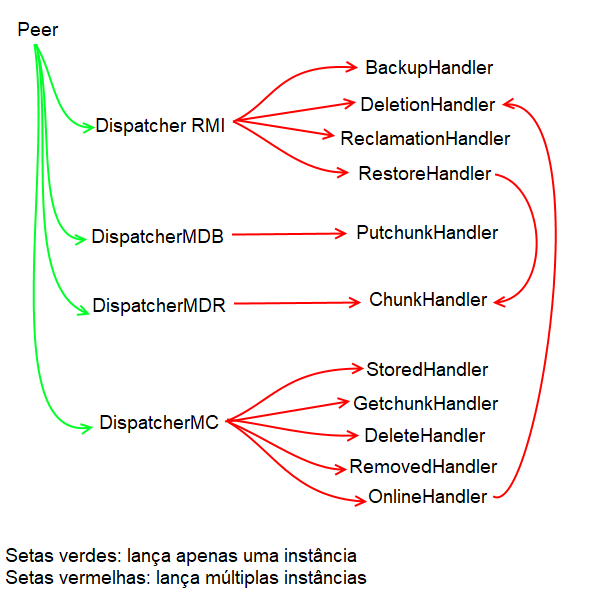 Peer
BackupHandler
DeletionHandler
Dispatcher RMI
ReclamationHandler
RestoreHandler
DispatcherMDB
PutchunkHandler
DispatcherMDR
ChunkHandler
StoredHandler
GetchunkHandler
DispatcherMC
DeleteHandler
RemovedHandler
OnlineHandler
Setas verdes: lança apenas uma instância
Setas vermelhas: lança múltiplas instâncias